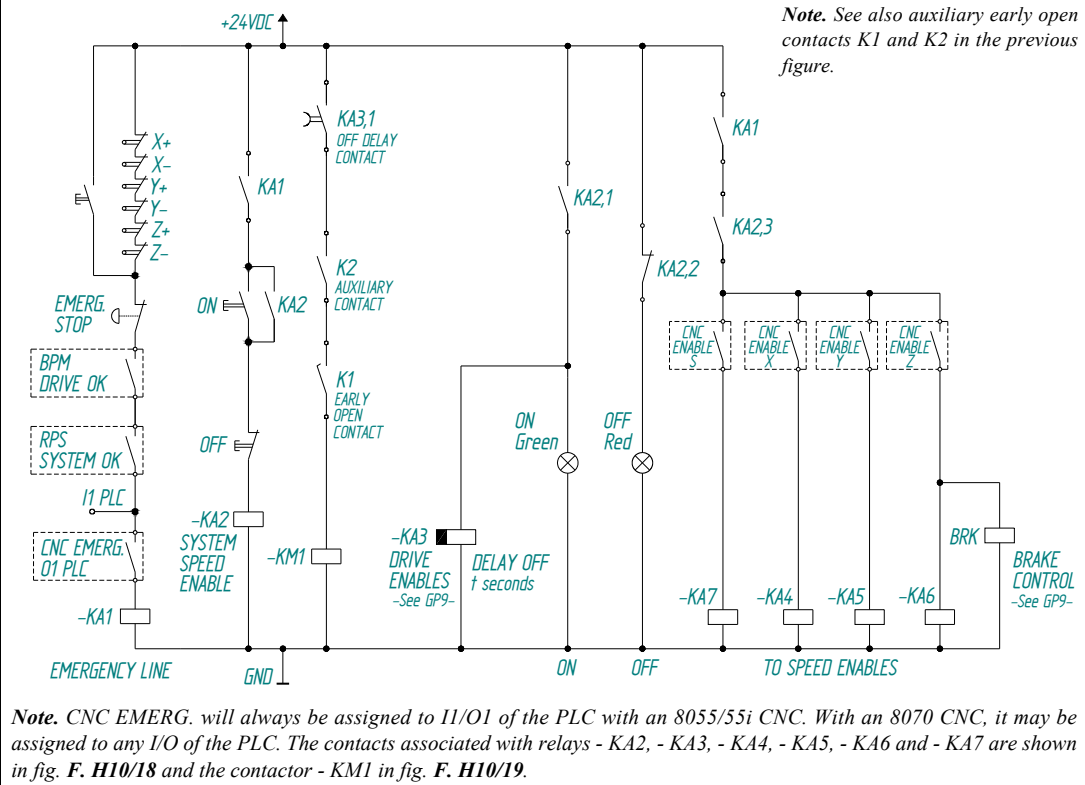 +24VDC
Note. See also auxiliary early open
contacts K1 and K2 in the previous
figure.
X+
X-
Y+
Y-
Z+
Z-
EMERG.
STOP
BPM
DRIVE OK
RPS
SYSTEM OK
I1 PLC
CNC EMERG.
O1 PLC
-KA1
EMERGENCY LINE
KA1
ON
KA2
OFF
-KA2
SYSTEM
SPEED
ENABLE
GND
KA3,1
OFF DELAY
CONTACT
K2
AUXILIARY
CONTACT
K1
EARLY
OPEN
CONTACT
-KM1
KA2,1
-KA3
DRIVE
ENABLES
-See GP9-
DELAY OFF
t seconds
ON
Green
ON
KA2,2
OFF
Red
OFF
KA1
KA2,3
CNC
ENABLE
S
CNC
ENABLE
X
CNC
ENABLE
Y
CNC
ENABLE
Z
-KA7
-KA4
-KA5
-KA6
BRK
BRAKE
CONTROL
-See GP9-
TO SPEED ENABLES
Note. CNC EMERG. will always be assigned to I1/O1 of the PLC with an 8055/55i CNC. With an 8070 CNC, it may be
assigned to any I/O of the PLC. The contacts associated with relays - KA2, - KA3, - KA4, - KA5, - KA6 and - KA7 are shown
in fig. F. H10/18 and the contactor - KM1 in fig. F. H10/19.